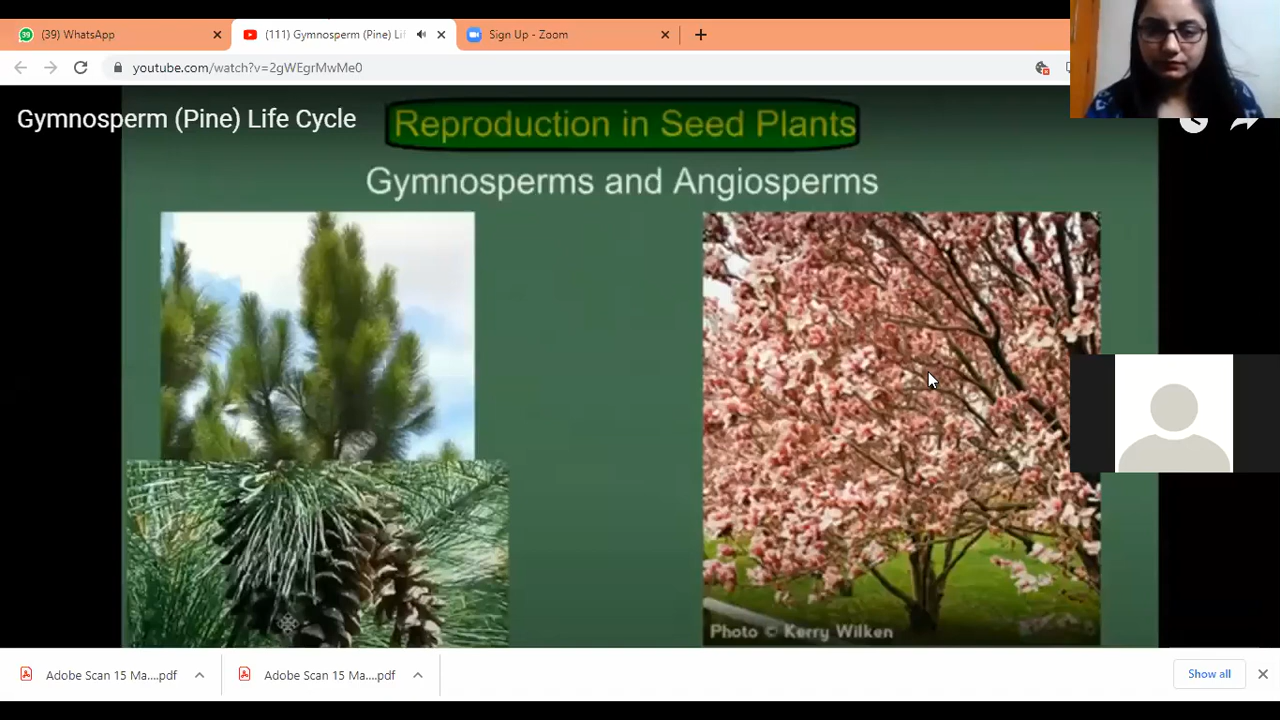 (39) WhatsApp
(111) Gymnosperm (Pine) Li
Sign Up - Zoom
youtube.com/watch?v=2gWEgrMwMe0
Gymnosperm (Pine) Life Cycle
Reproduction in Seed Plants
Gymnosperms and Angiosperms
Photo © Kerry Wilken
Adobe Scan 15 Ma....pdf
Adobe Scan 15 Ma....pdf
Show all